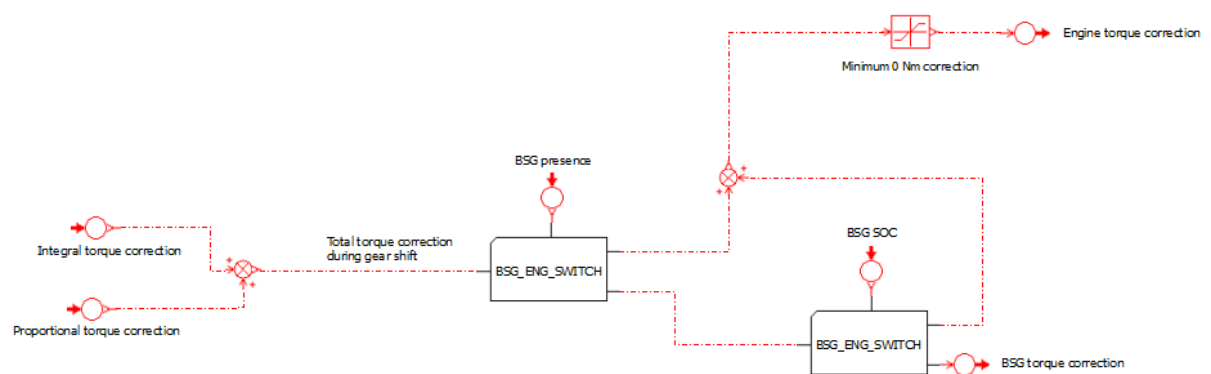 Engine torque correction
Minimum 0 Nm correction
BSG presence
Integral torque correction
Total torque correction
during gear shift
BSG_ENG_SWITCH
BSG SOC
Proportional torque correction
BSG_ENG_SWITCH
BSG torque correction